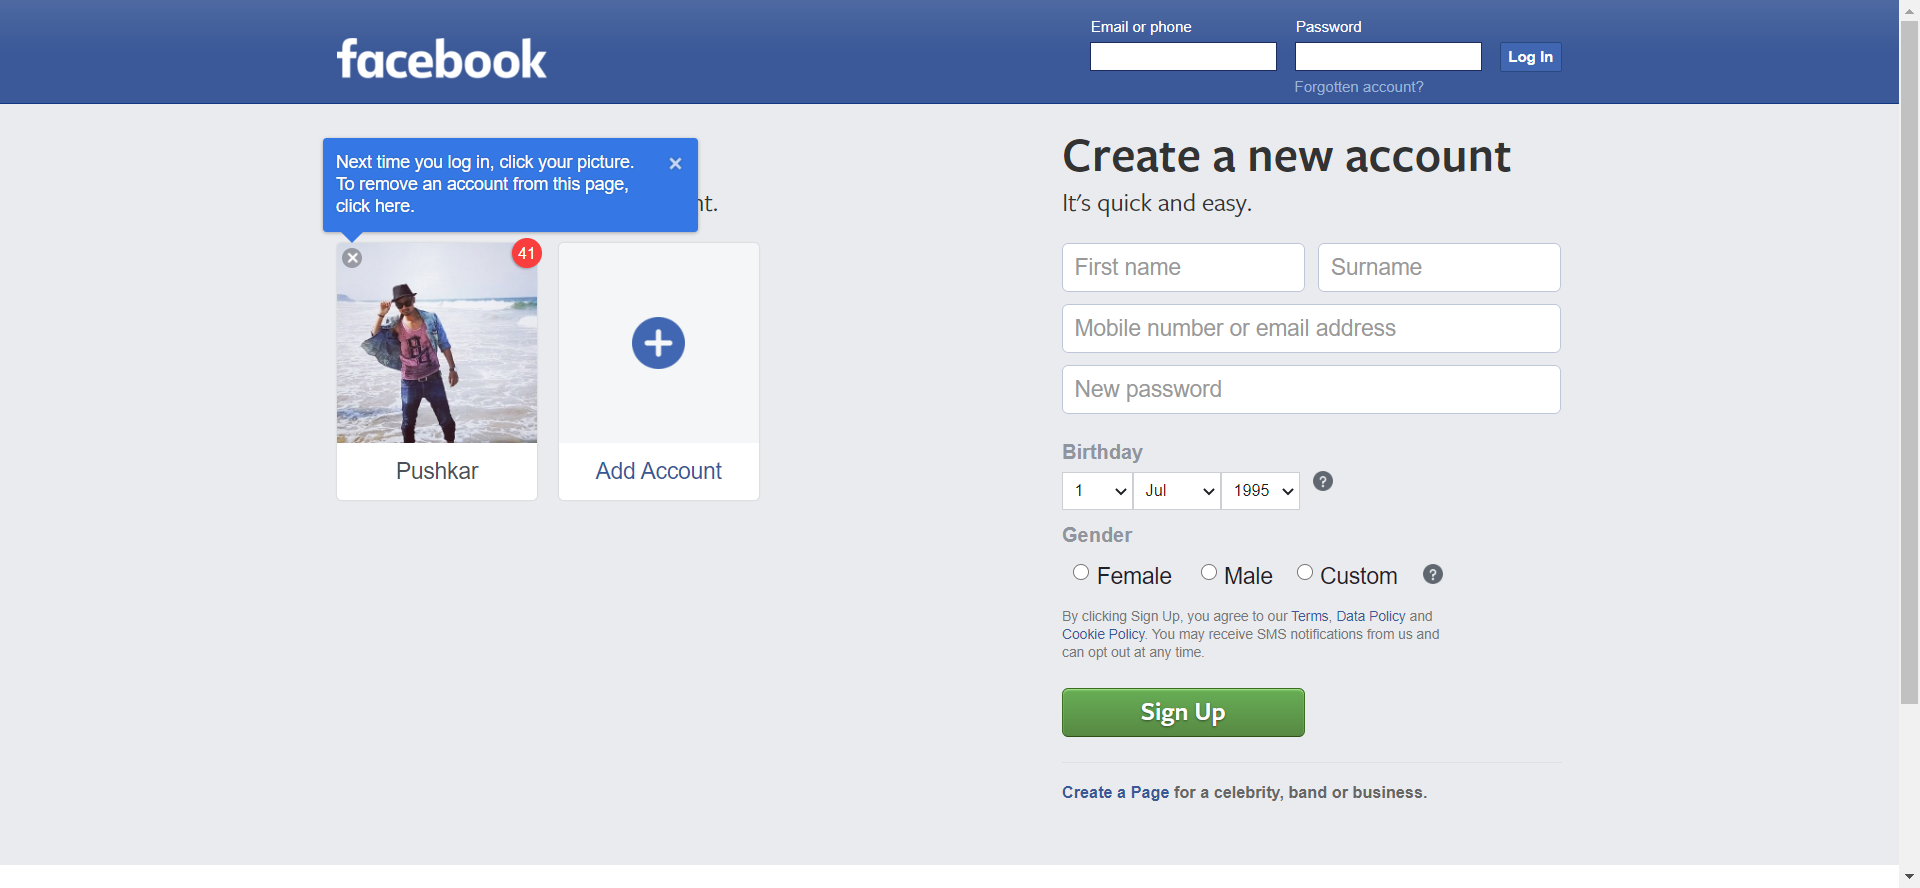 facebook
Email or phone
Password
Log In
Forgotten account?
Next time you log in, click your picture.
To remove an account from this page,
click here.
41
Pushkar
Add Account
Create a new account
It's quick and easy.
First name
Surname
Mobile number or email address
New password
Birthday
1
Jul
1995
?
Gender
Female
Male
Custom
?
By clicking Sign Up, you agree to our Terms, Data Policy and
Cookie Policy. You may receive SMS notifications from us and
can opt out at any time.
Sign Up
Create a Page for a celebrity, band or business.